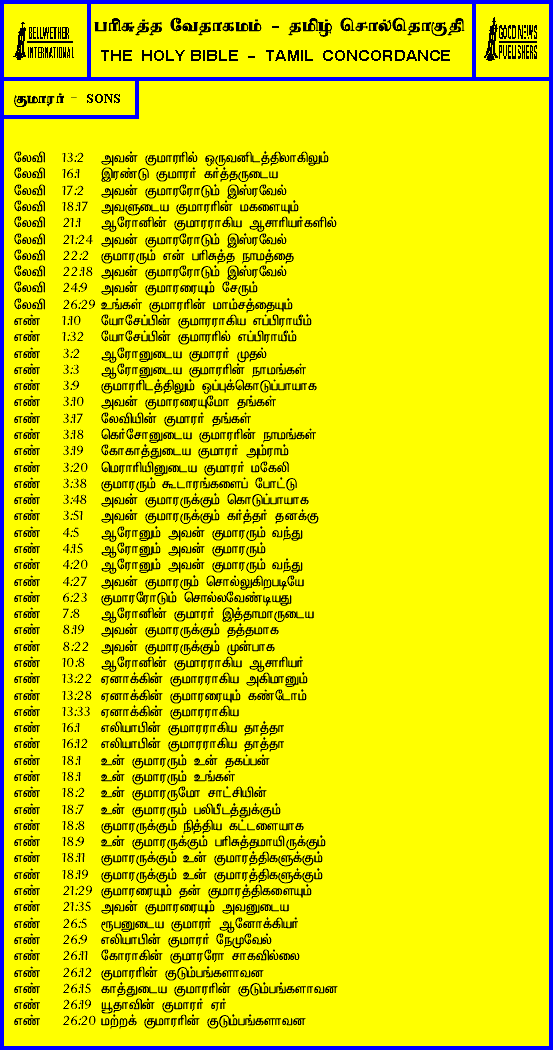 BELLWETHER
INTERNATIONAL
பரிசுத்த வேதாகமம் - தமிழ் சொல்தொகுதி
THE HOLY BIBLE - TAMIL CONCORDANCE
GOOD NEWS
PUBLISHERS
குமாரர் - SONS
லேவி 13:2 அவன் குமாரரில் ஒருவனிடத்திலாகிலும்
லேவி 16:1 இரண்டு குமாரர் கர்த்தருடைய
லேவி 17:2 அவன் குமாரரோடும் இஸ்ரவேல்
லேவி 18:17 அவளுடைய குமாரரின் மகளையும்
லேவி 21:1 ஆரோனின் குமாரராகிய ஆசாரியர்களில்
லேவி 21:24 அவன் குமாரரோடும் இஸ்ரவேல்
லேவி 22:2 குமாரரும் என் பரிசுத்த நாமத்தை
லேவி 22:18 அவன் குமாரரோடும் இஸ்ரவேல்
லேவி 24:9 அவன் குமாரரையும் சேரும்
லேவி 26:29 உங்கள் குமாரரின் மாம்சத்தையும்
எண் 1:10 யோசேப்பின் குமாரராகிய எப்பிராயீம்
எண் 1:32 யோசேப்பின் குமாரரில் எப்பிராயீம்
எண் 3:2 ஆரோனுடைய குமாரர் முதல்
எண் 3:3 ஆரோனுடைய குமாரரின் நாமங்கள்
எண் 3:9 குமாரரிடத்திலும் ஒப்புக்கொடுப்பாயாக
எண் 3:10 அவன் குமாரரையுமோ தங்கள்
எண் 3:17 லேவியின் குமாரர் தங்கள்
எண் 3:18 கெர்சோனுடைய குமாரரின் நாமங்கள்
எண் 3:19 கோகாத்துடைய குமாரர் அம்ராம்
எண் 3:20 மெராரியினுடைய குமாரர் மகேலி
எண் 3:38 குமாரரும் கூடாரங்களைப் போட்டு
எண் 3:48 அவன் குமாரருக்கும் கொடுப்பாயாக
எண் 3:51 அவன் குமாரருக்கும் கர்த்தர் தனக்கு
எண் 4:5 ஆரோனும் அவன் குமாரரும் வந்து
எண் 4:15 ஆரோனும் அவன் குமாரரும்
எண் 4:20 ஆரோனும் அவன் குமாரரும் வந்து
எண் 4:27 அவன் குமாரரும் சொல்லுகிறபடியே
எண் 6:23 குமாரரோடும் சொல்லவேண்டியது
எண் 7:8 ஆரோனின் குமாரர் இத்தாமாருடைய
எண் 8:19 அவன் குமாரருக்கும் தத்தமாக
எண் 8:22 அவன் குமாரருக்கும் முன்பாக
எண் 10:8 ஆரோனின் குமாரராகிய ஆசாரியர்
எண் 13:22 ஏனாக்கின் குமாரராகிய அகிமானும்
எண் 13:28 ஏனாக்கின் குமாரரையும் கண்டோம்
எண் 13:33 ஏனாக்கின் குமாரராகிய
எண் 16:1 எலியாபின் குமாரராகிய தாத்தா
எண் 16:12 எலியாபின் குமாரராகிய தாத்தா
எண் 18:1 உன் குமாரரும் உன் தகப்பன்
எண் 18:1 உன் குமாரரும் உங்கள்
எண் 18:2 உன் குமாரருமோ சாட்சியின்
எண் 18:7 உன் குமாரரும் பலிபீடத்துக்கும்
எண் 18:8 குமாரருக்கும் நித்திய கட்டளையாக
எண் 18:9 உன் குமாரருக்கும் பரிசுத்தமாயிருக்கும்
எண் 18:11 குமாரருக்கும் உன் குமாரத்திகளுக்கும்
எண் 18:19 குமாரருக்கும் உன் குமாரத்திகளுக்கும்
எண் 21:29 குமாரரையும் தன் குமாரத்திகளையும்
எண் 21:35 அவன் குமாரரையும் அவனுடைய
எண் 26:5 ரூபனுடைய குமாரர் ஆனோக்கியர்
எண் 26:9 எலியாபின் குமாரர் நேமுவேல்
எண் 26:11 கோராகின் குமாரரோ சாகவில்லை
எண் 26:12 குமாரரின் குடும்பங்களாவன
எண் 26:15 காத்துடைய குமாரரின் குடும்பங்களாவன
எண் 26:19 யூதாவின் குமாரர் ஏர்
எண் 26:20 மற்றக் குமாரரின் குடும்பங்களாவன